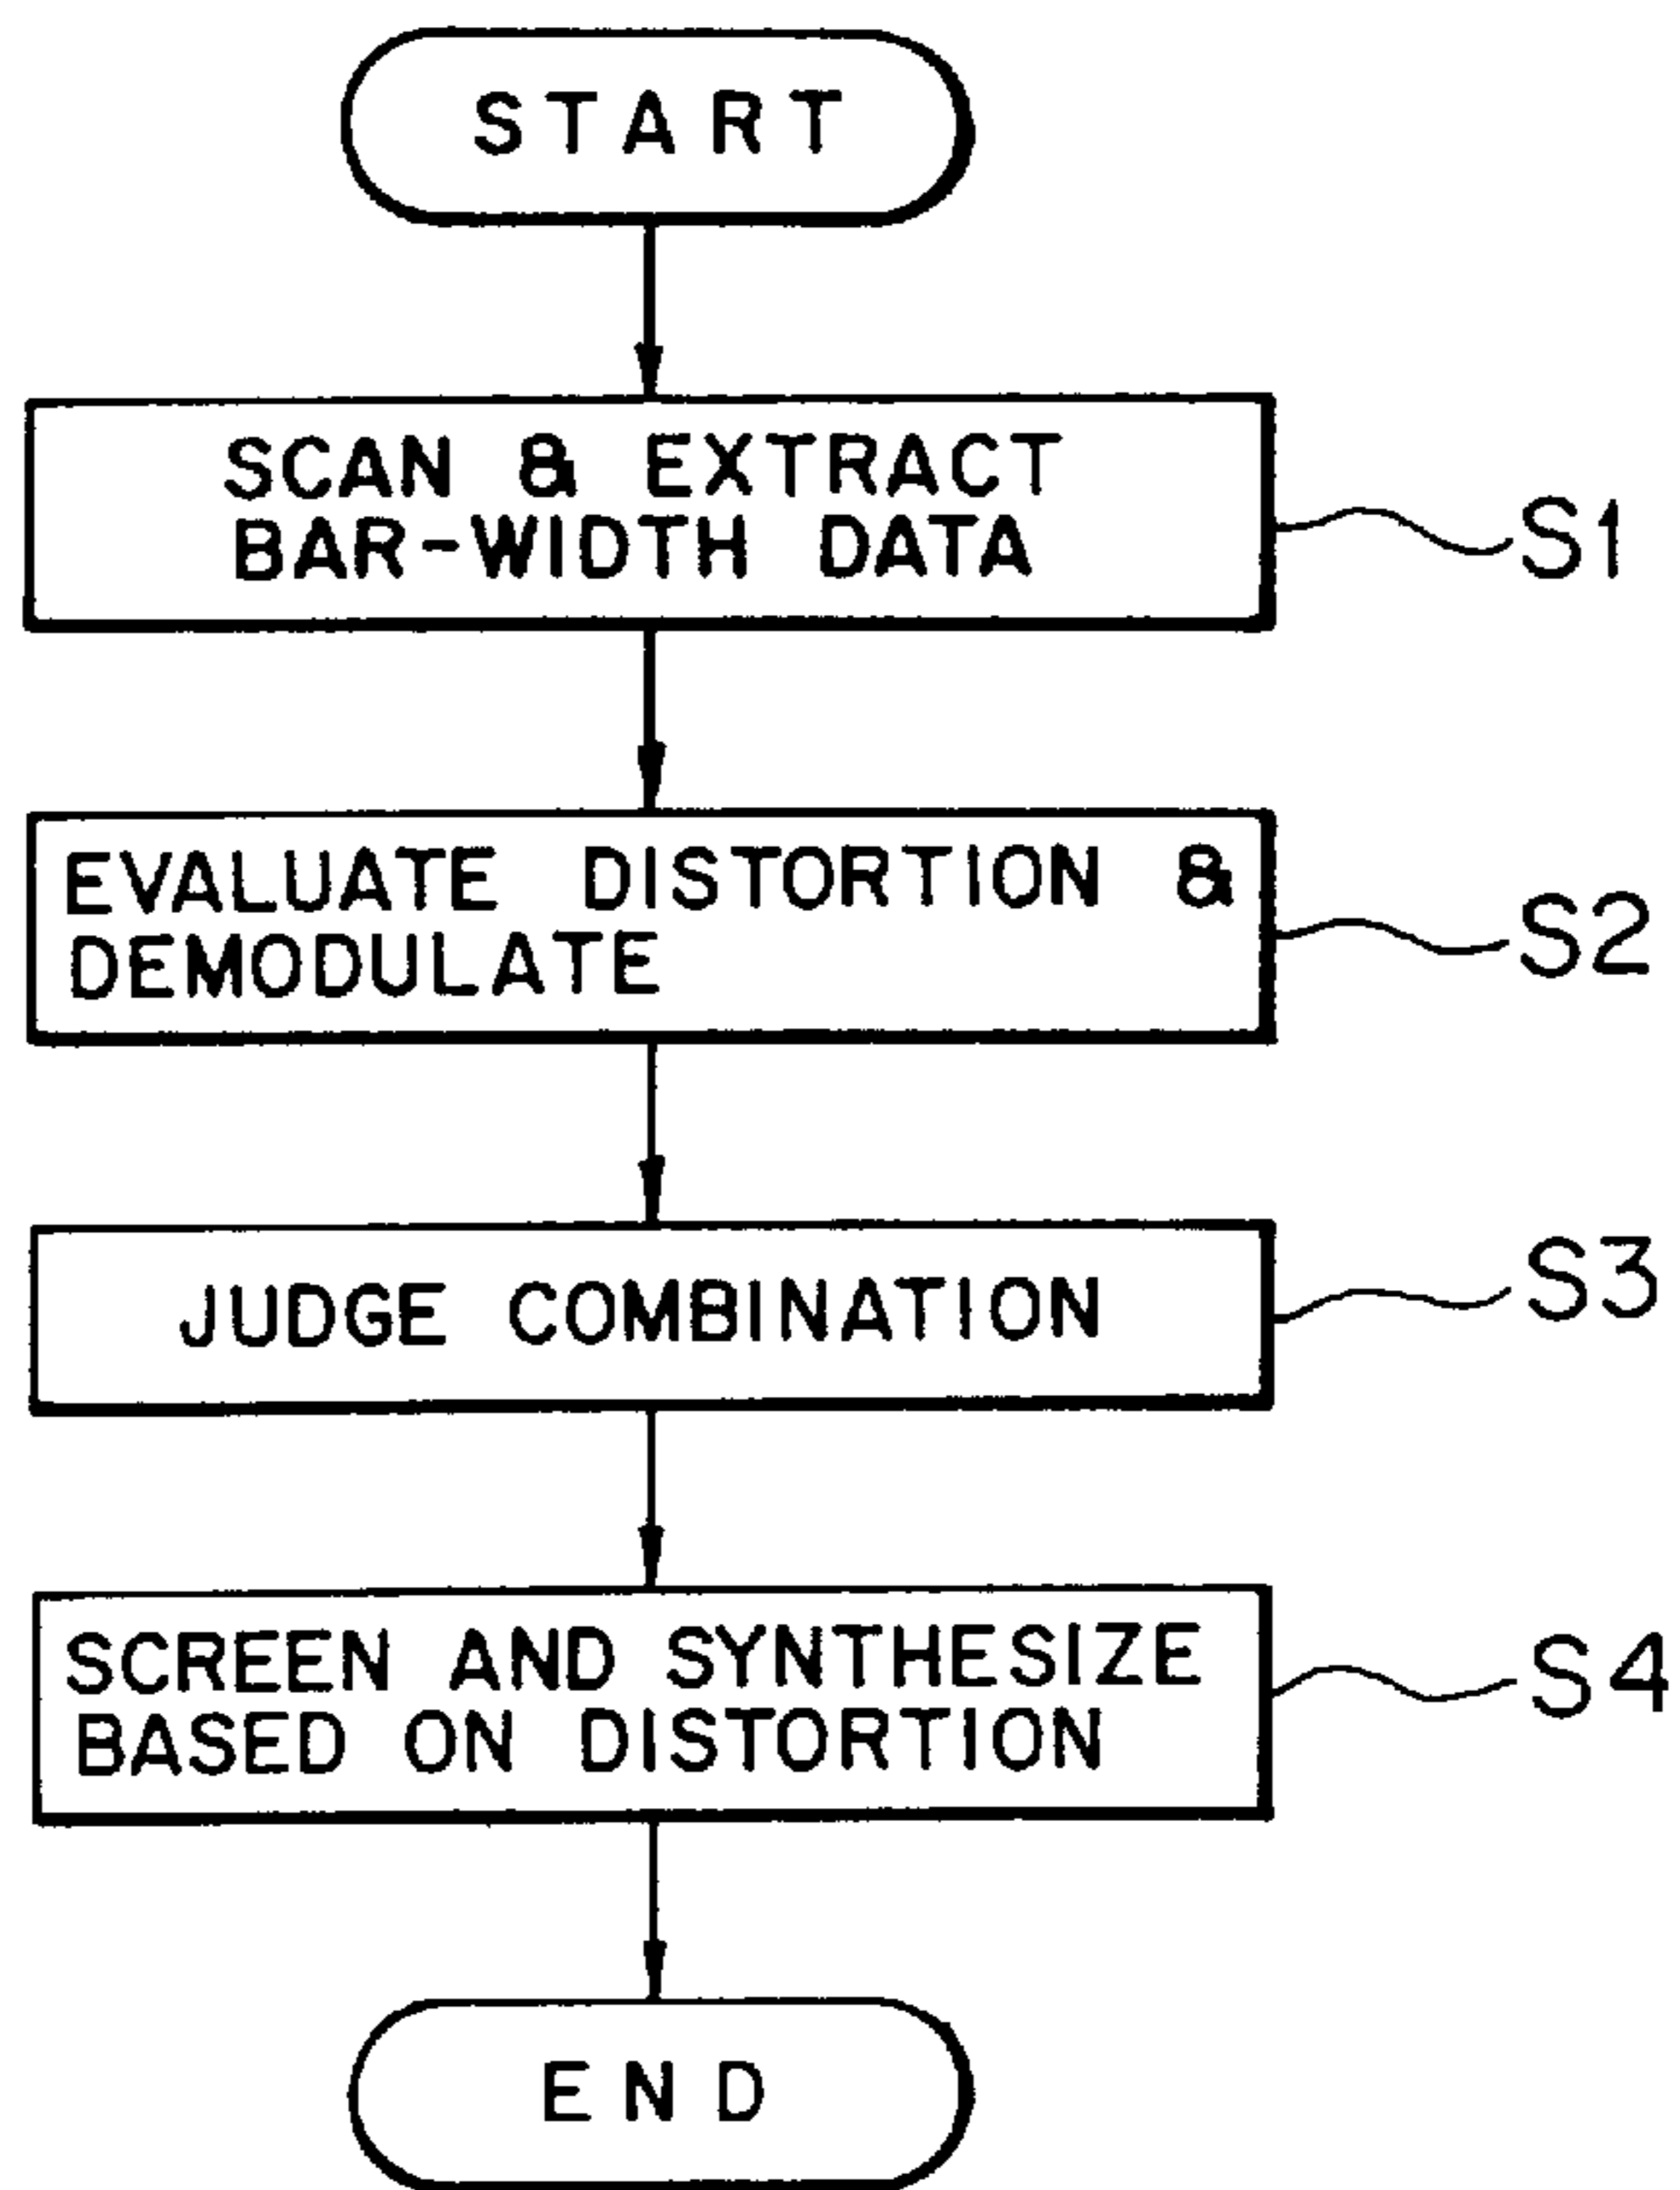 START
SCAN & EXTRACT
BAR-WIDTH DATA
S1
EVALUATE DISTORTION &
DEMODULATE
S2
JUDGE COMBINATION
S3
SCREEN AND SYNTHESIZE
BASED ON DISTORTION
S4
END